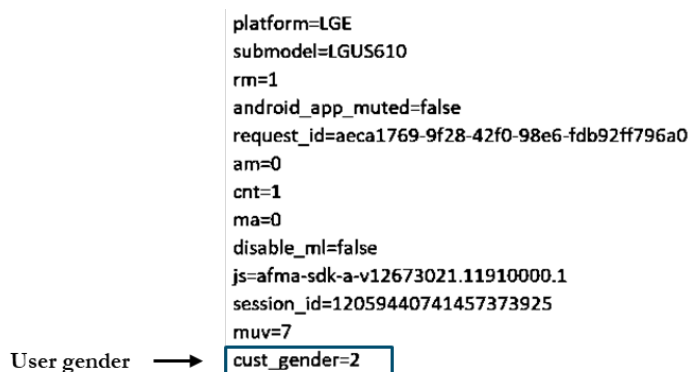 platform=LGE
submodel=LGUS610
rm=1
android_app_muted=false
request_id=aeca1769-9f28-42f0-98e6-fdb92ff796a0
am=0
cnt=1
ma=0
disable_ml=false
js=afma-sdk-a-v12673021.11910000.1
session_id=12059440741457373925
muv=7
User gender cust_gender=2